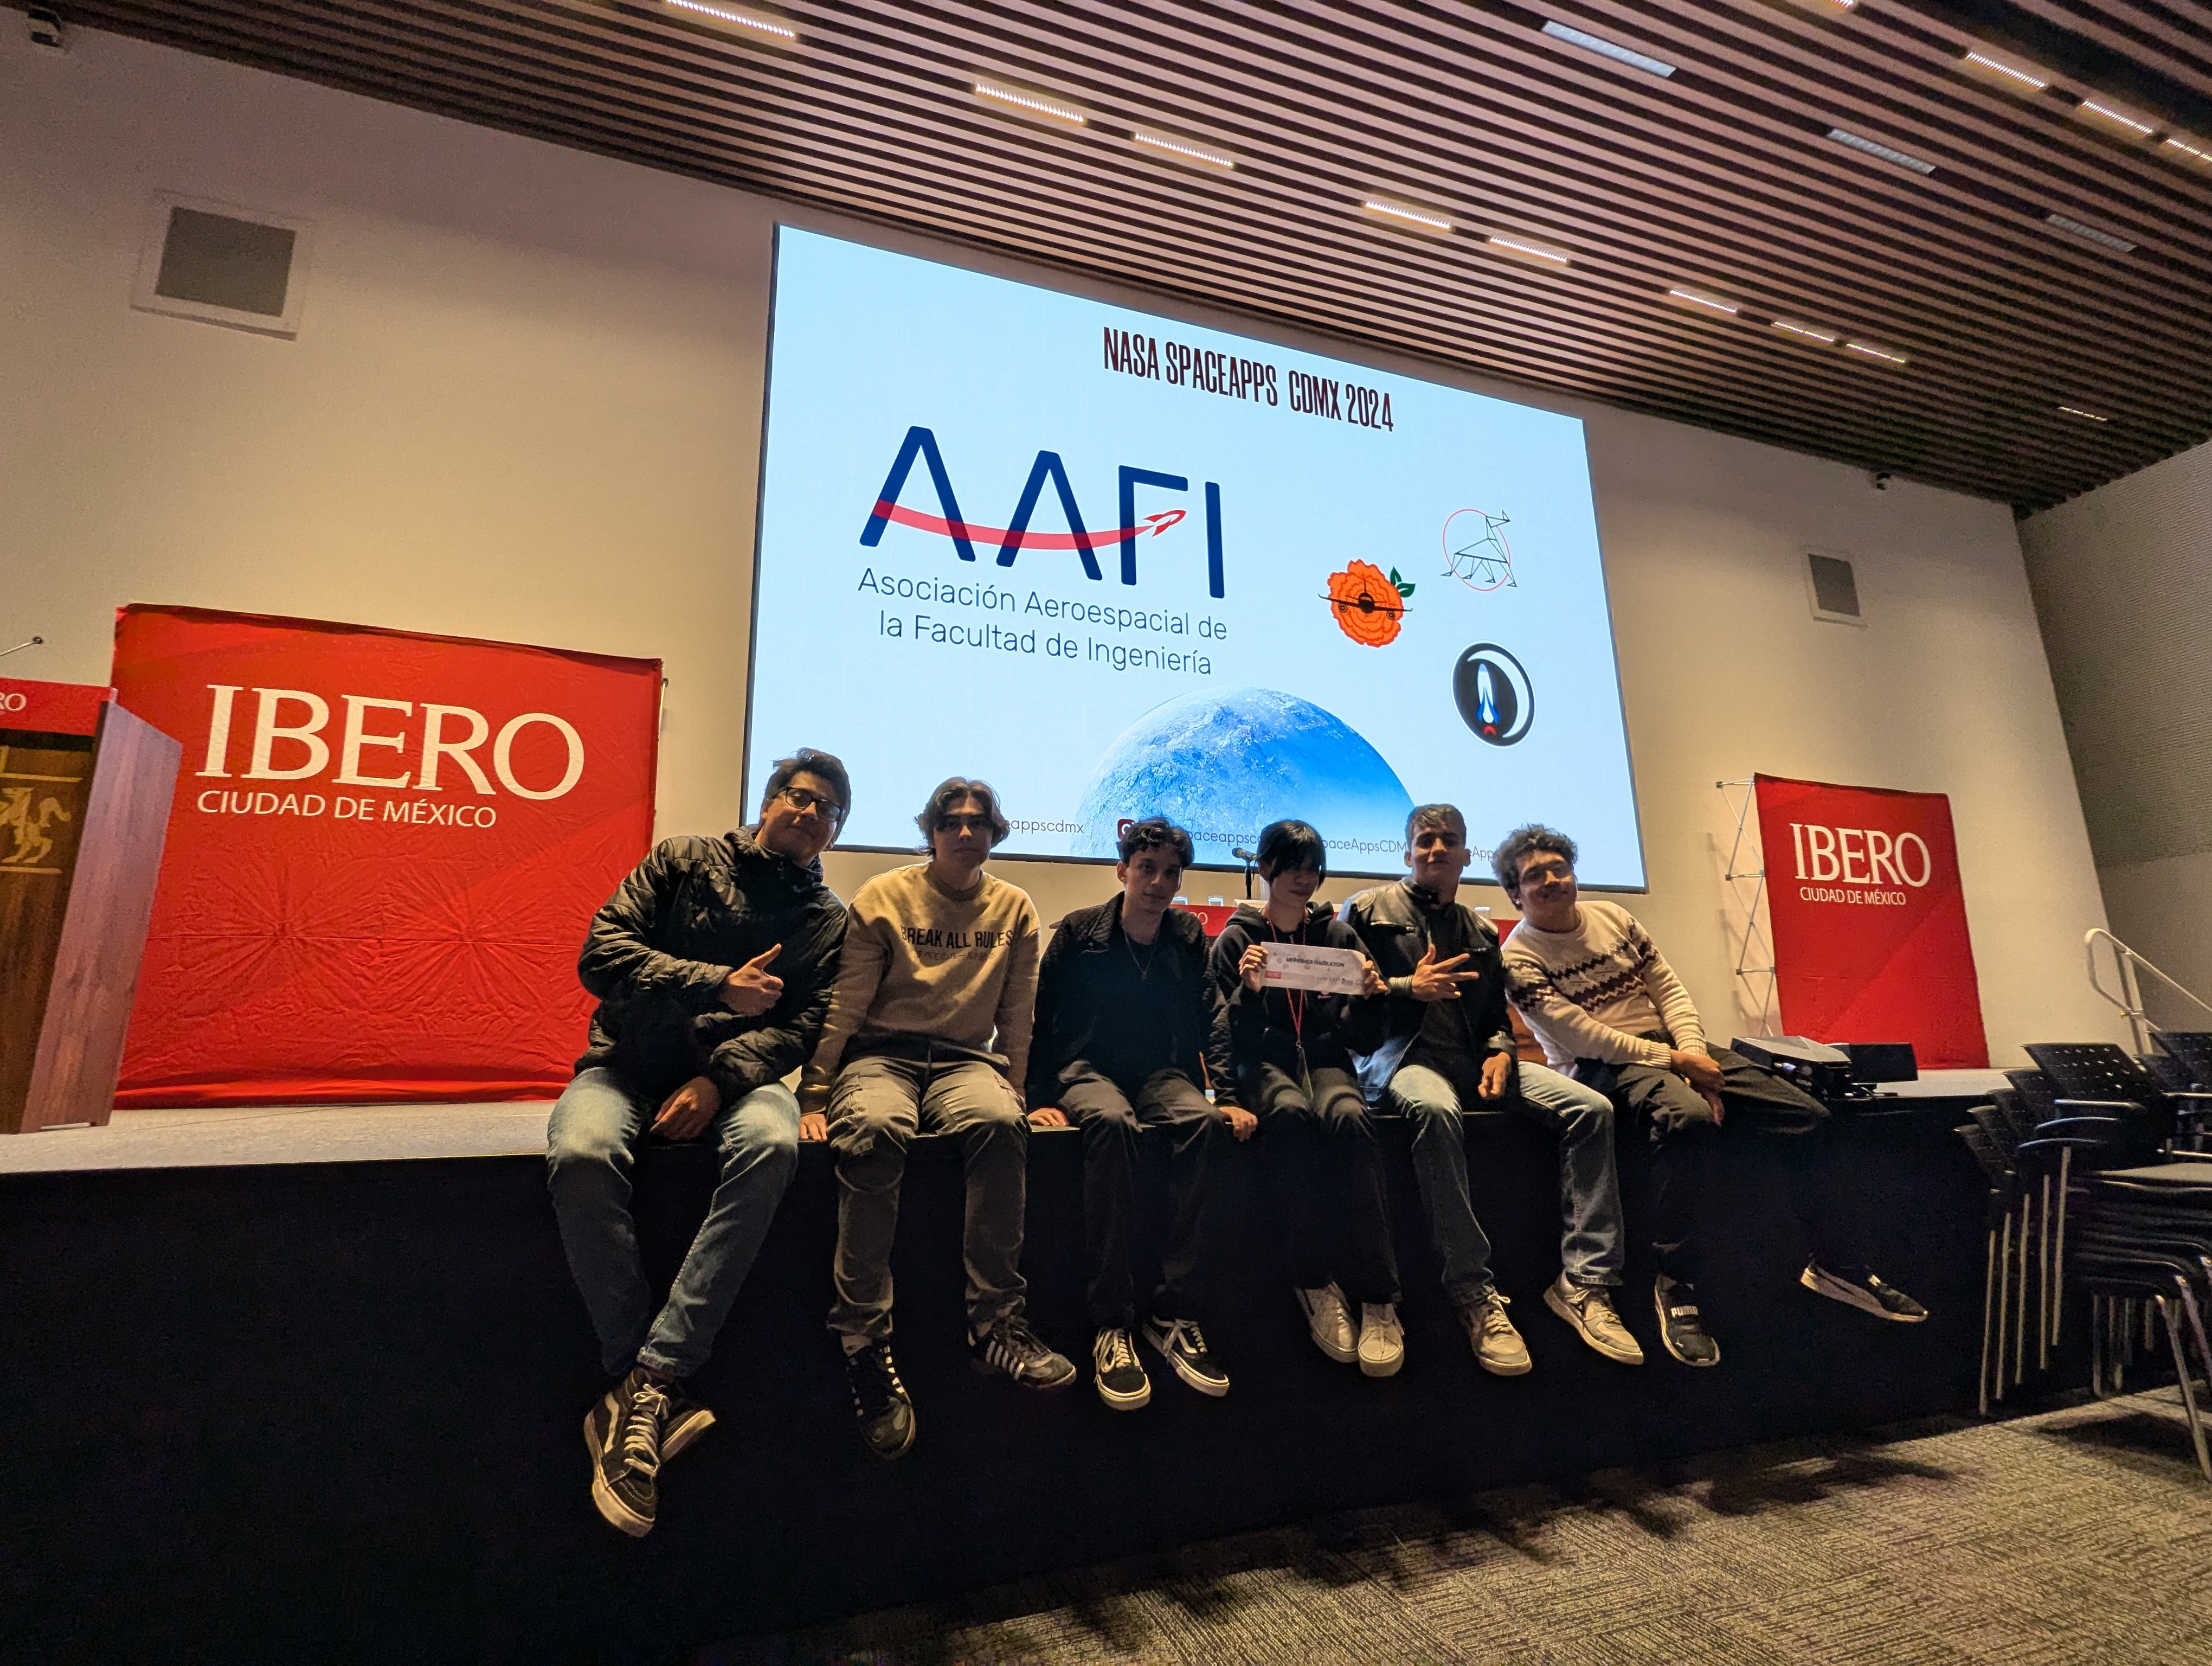 NASA SPACEAPPS CDMX 2024
AAFI
Asociación Aeroespacial de
la Facultad de Ingeniería
IBERO
CIUDAD DE MÉXICO
IBERO
CIUDAD DE MÉXICO
BREAK ALL RULES
PUMA